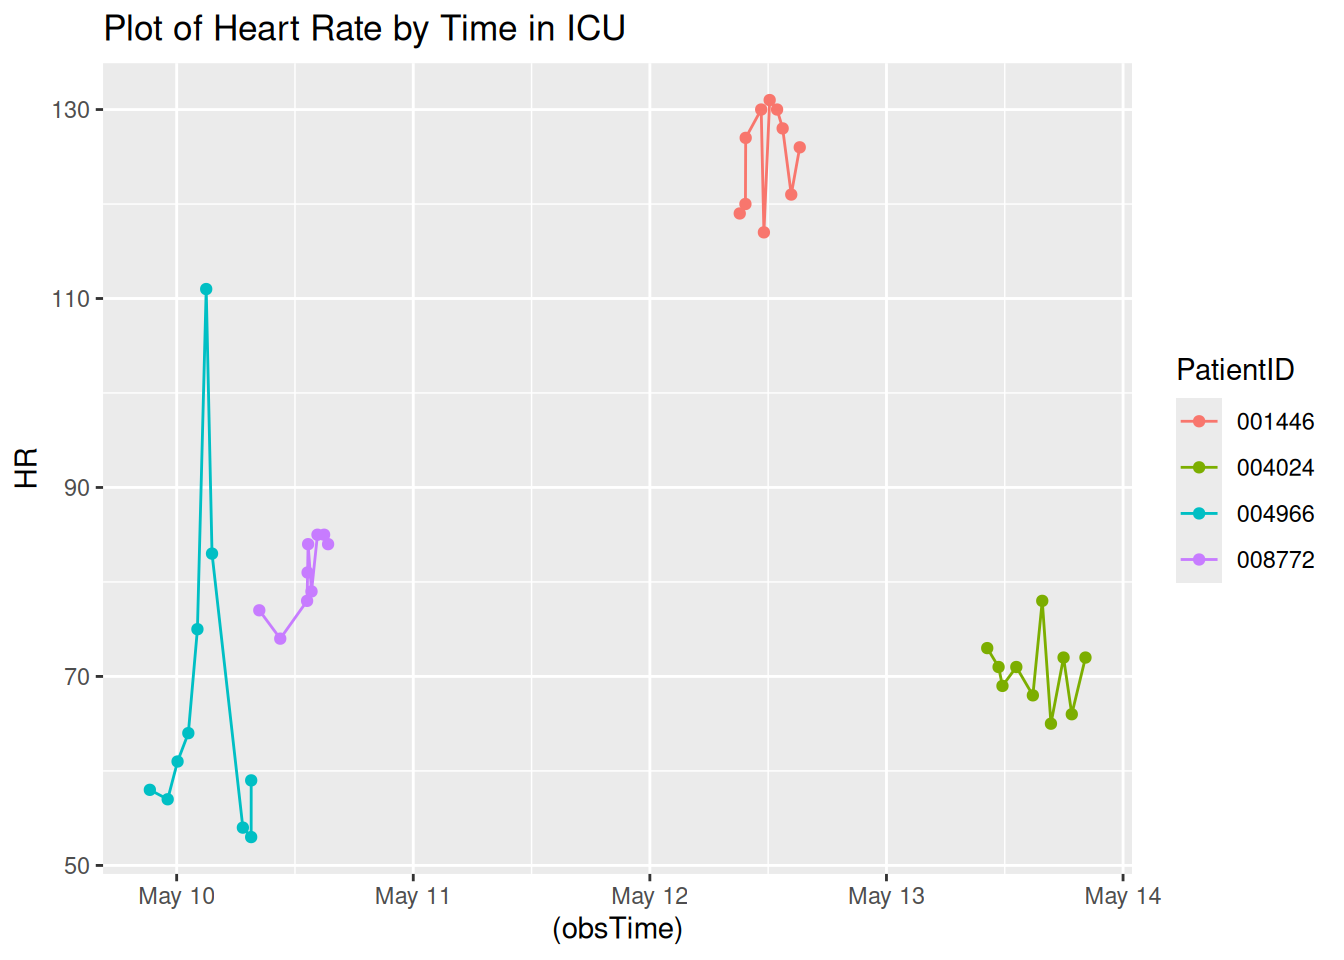 Plot of Heart Rate by Time in ICU
130
110
90
70
50
HR
May 10
May 11
May 12
May 13
May 14
(obsTime)
PatientID
001446
004024
004966
008772